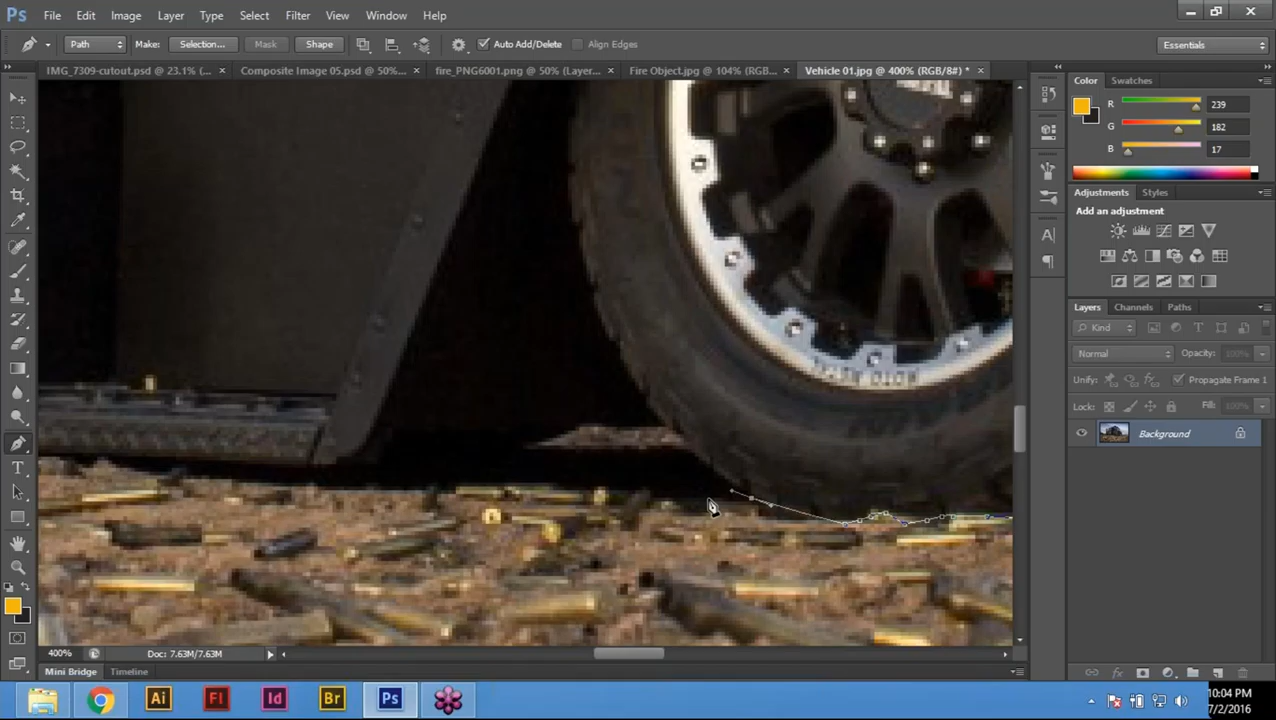 Ps File Edit Image Layer Type Select Filter View Window Help
Path Make: Selection... Mask Shape Auto Add/Delete Align Edges Essentials
IMG_7309-cutout.psd @ 23.1% (... × Composite Image 05.psd @ 50%... × fire_PNG6001.png @ 50% (Layer... × Fire Object.jpg @ 104% (RGB... × Vehicle 01.jpg @ 400% (RGB/8#) * ×
Color Swatches
R 239
G 182
B 17
Adjustments Styles
Add an adjustment
Layers Channels Paths
Kind
Normal Opacity: 100%
Unify: Propagate Frame 1
Lock: Fill: 100%
Background
400% Doc: 7.63M/7.63M
Mini Bridge Timeline
Ai Fl Id Br Ps
10:04 PM
7/2/2016